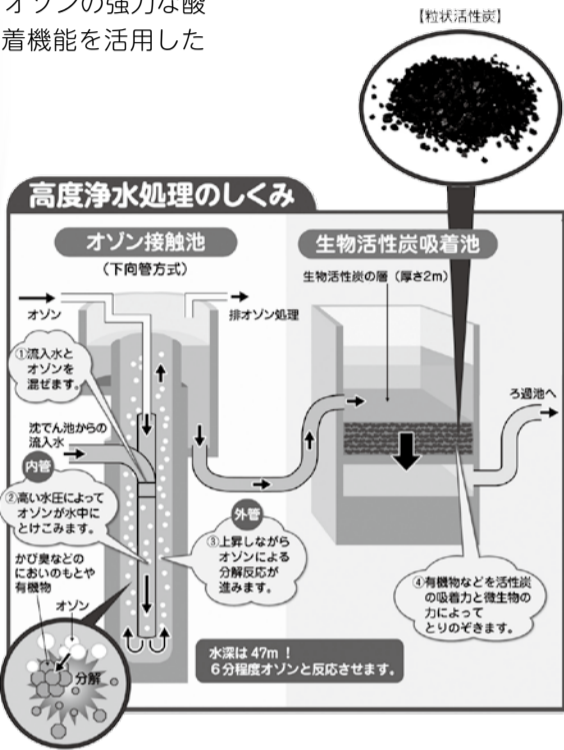 オゾンの強力な酸
着機能を活用した
【粒状活性炭】
高度浄水処理のしくみ
オゾン接触池
(下向管方式)
オゾン
排オゾン処理
①流入水と
オゾンを
混ぜます。
沈でん池からの
流入水
内管
②高い水圧によって
オゾンが水中に
とけこみます。
かび臭などの
においのもとや
有機物
オゾン
分解
外管
③上昇しながら
オゾンによる
分解反応が
進みます。
水深は47m!
6分程度オゾンと反応させます。
生物活性炭吸着池
生物活性炭の層(厚さ2m)
ろ過池へ
④有機物などを活性炭
の吸着力と微生物の
力によって
とりのぞきます。